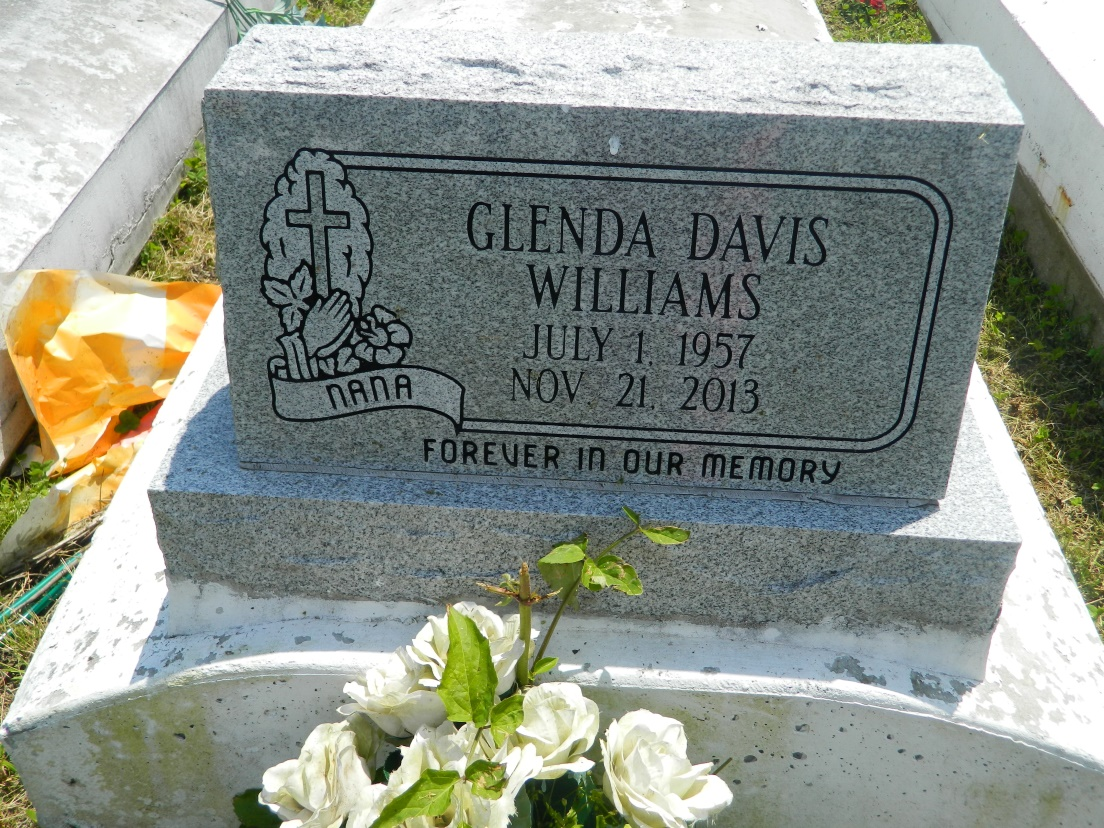 GLENDA DAVIS
WILLIAMS
JULY 1, 1957
NOV. 21, 2013
NANA
FOREVER IN OUR MEMORY